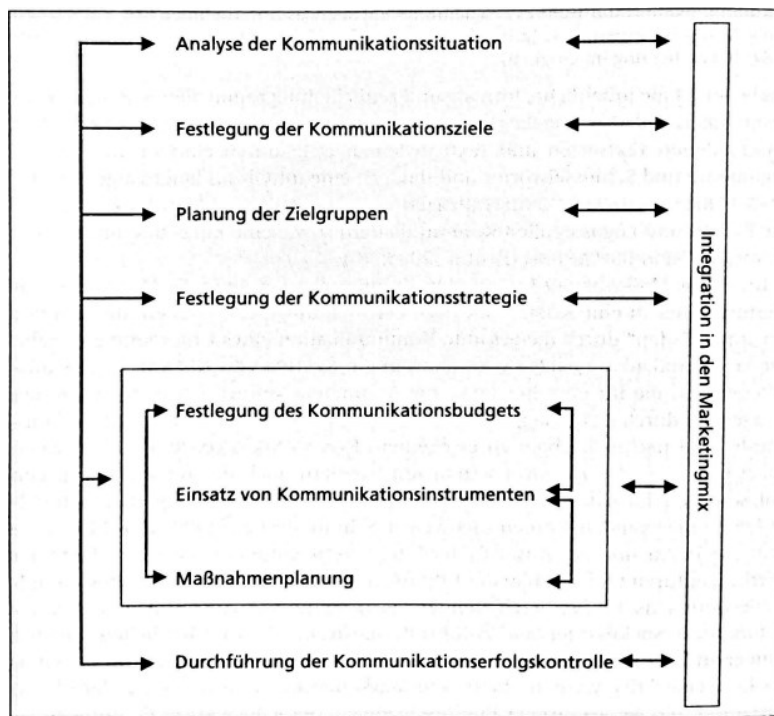 Analyse der Kommunikationssituation
Festlegung der Kommunikationsziele
Planung der Zielgruppen
Festlegung der Kommunikationsstrategie
Festlegung des Kommunikationsbudgets
Einsatz von Kommunikationsinstrumenten
Maßnahmenplanung
Durchführung der Kommunikationserfolgskontrolle
Integration in den Marketingmix